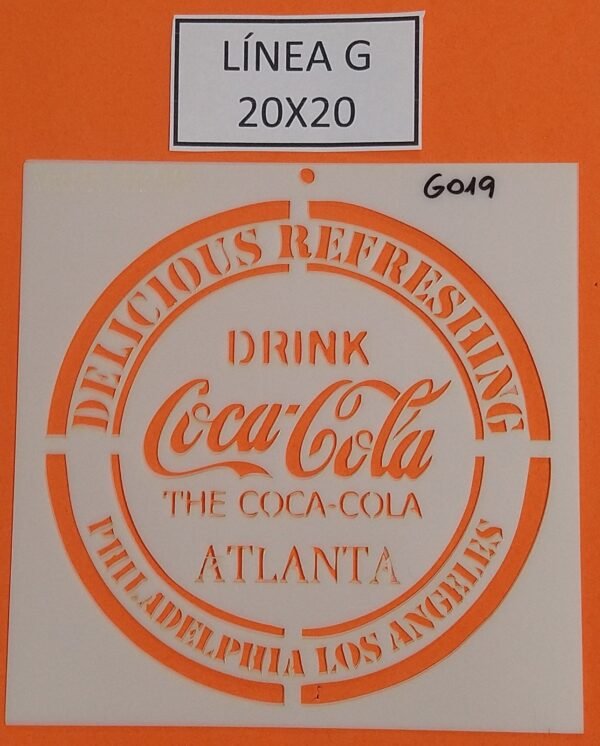 LÍNEA G
20X20
G019
DELICIOUS REFRESHING
DRINK
Coca-Cola
THE COCA-COLA
ATLANTA
PHILADELPHIA LOS ANGELES